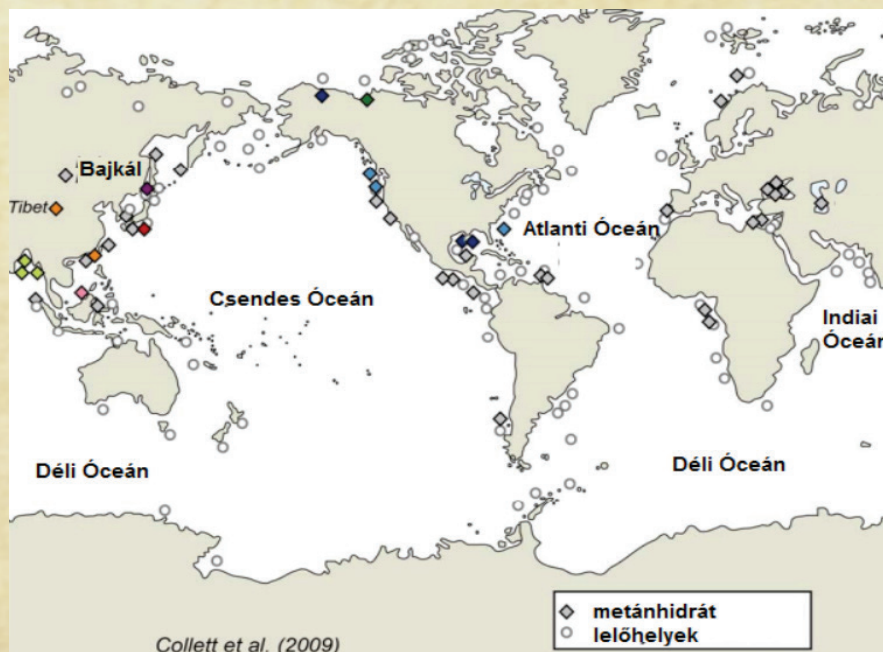 Bajkál
Tibet
Atlanti Óceán
Csendes Óceán
Indiai
Óceán
Déli Óceán
Déli Óceán
metánhidrát
lelőhelyek
Collett et al. (2009)